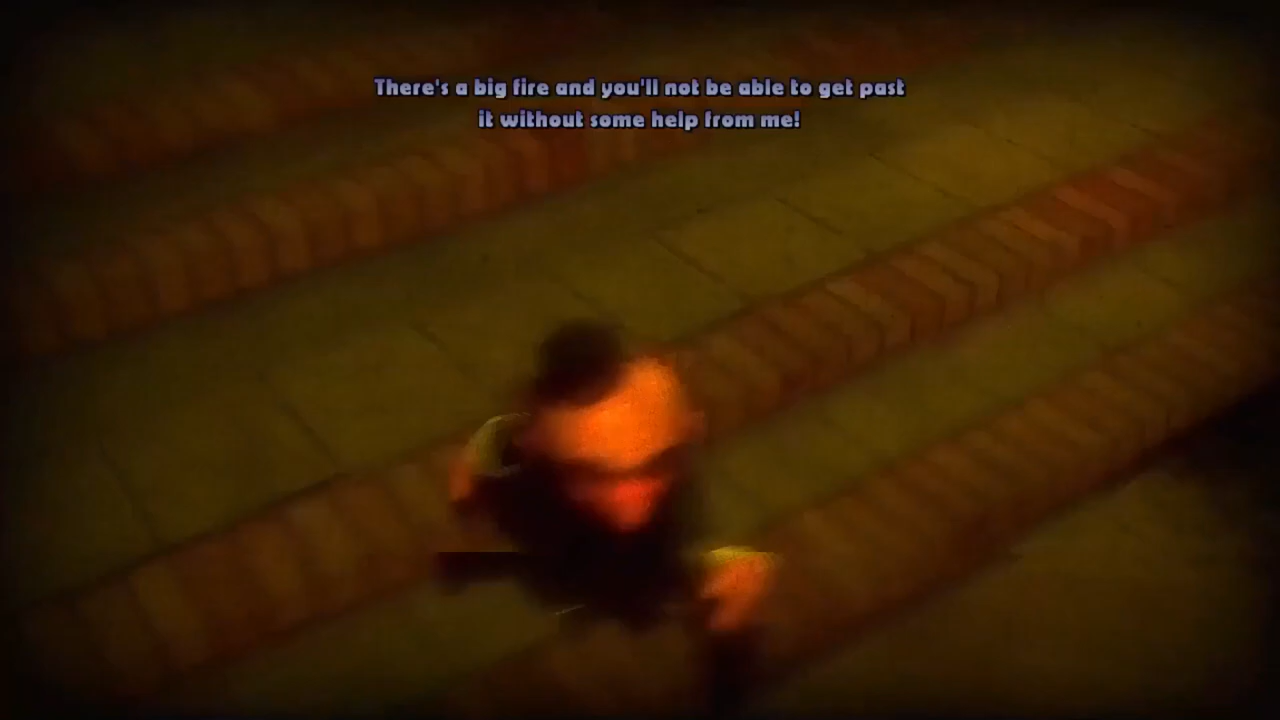 There's a big fire and you'll not be able to get past
it without some help from me!